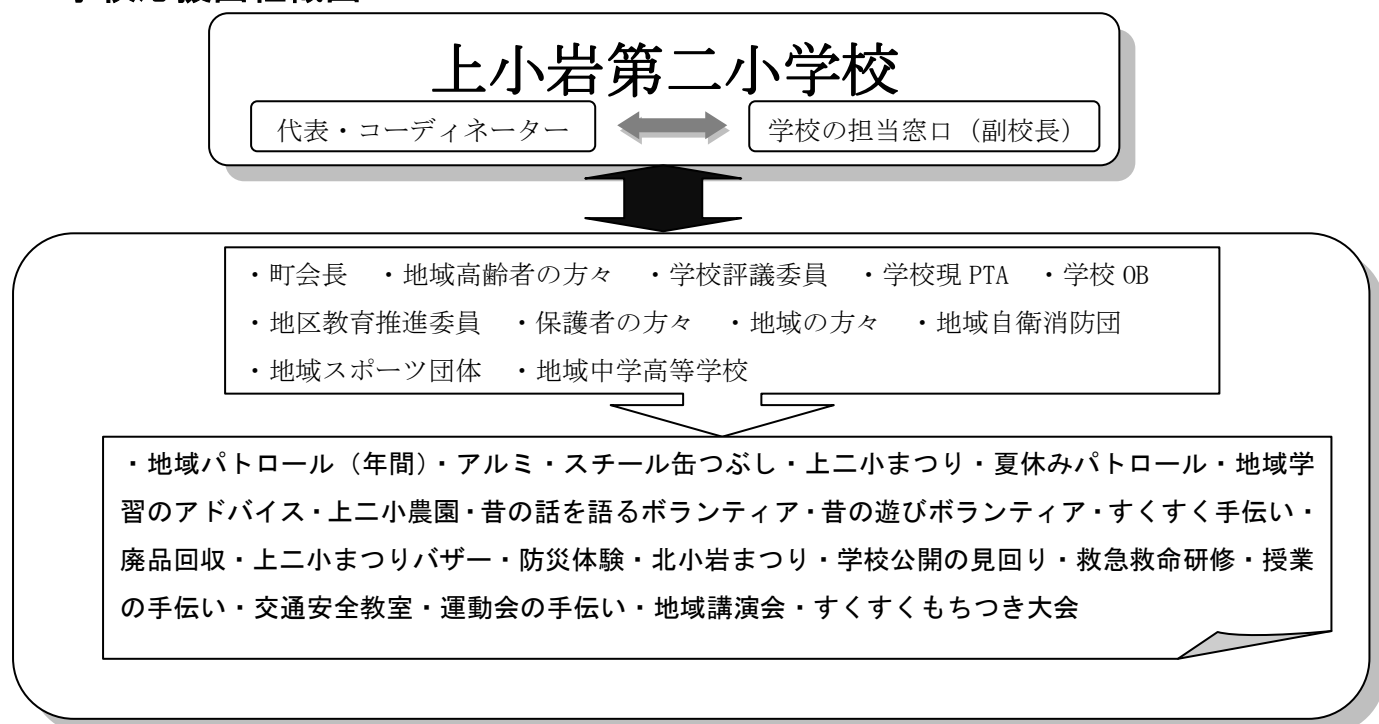 上小岩第二小学校
代表・コーディネーター
学校の担当窓口（副校長）
・町会長　・地域高齢者の方々　・学校評議委員　・学校現 PTA　・学校 OB
・地区教育推進委員　・保護者の方々　・地域の方々　・地域自衛消防団
・地域スポーツ団体　・地域中学高等学校
・地域パトロール（年間）・アルミ・スチール缶つぶし・上二小まつり・夏休みパトロール・地域学
習のアドバイス・上二小農園・昔の話を語るボランティア・昔の遊びボランティア・すくすく手伝い・
廃品回収・上二小まつりバザー・防災体験・北小岩まつり・学校公開の見回り・救急救命研修・授業
の手伝い・交通安全教室・運動会の手伝い・地域講演会・すくすくもちつき大会